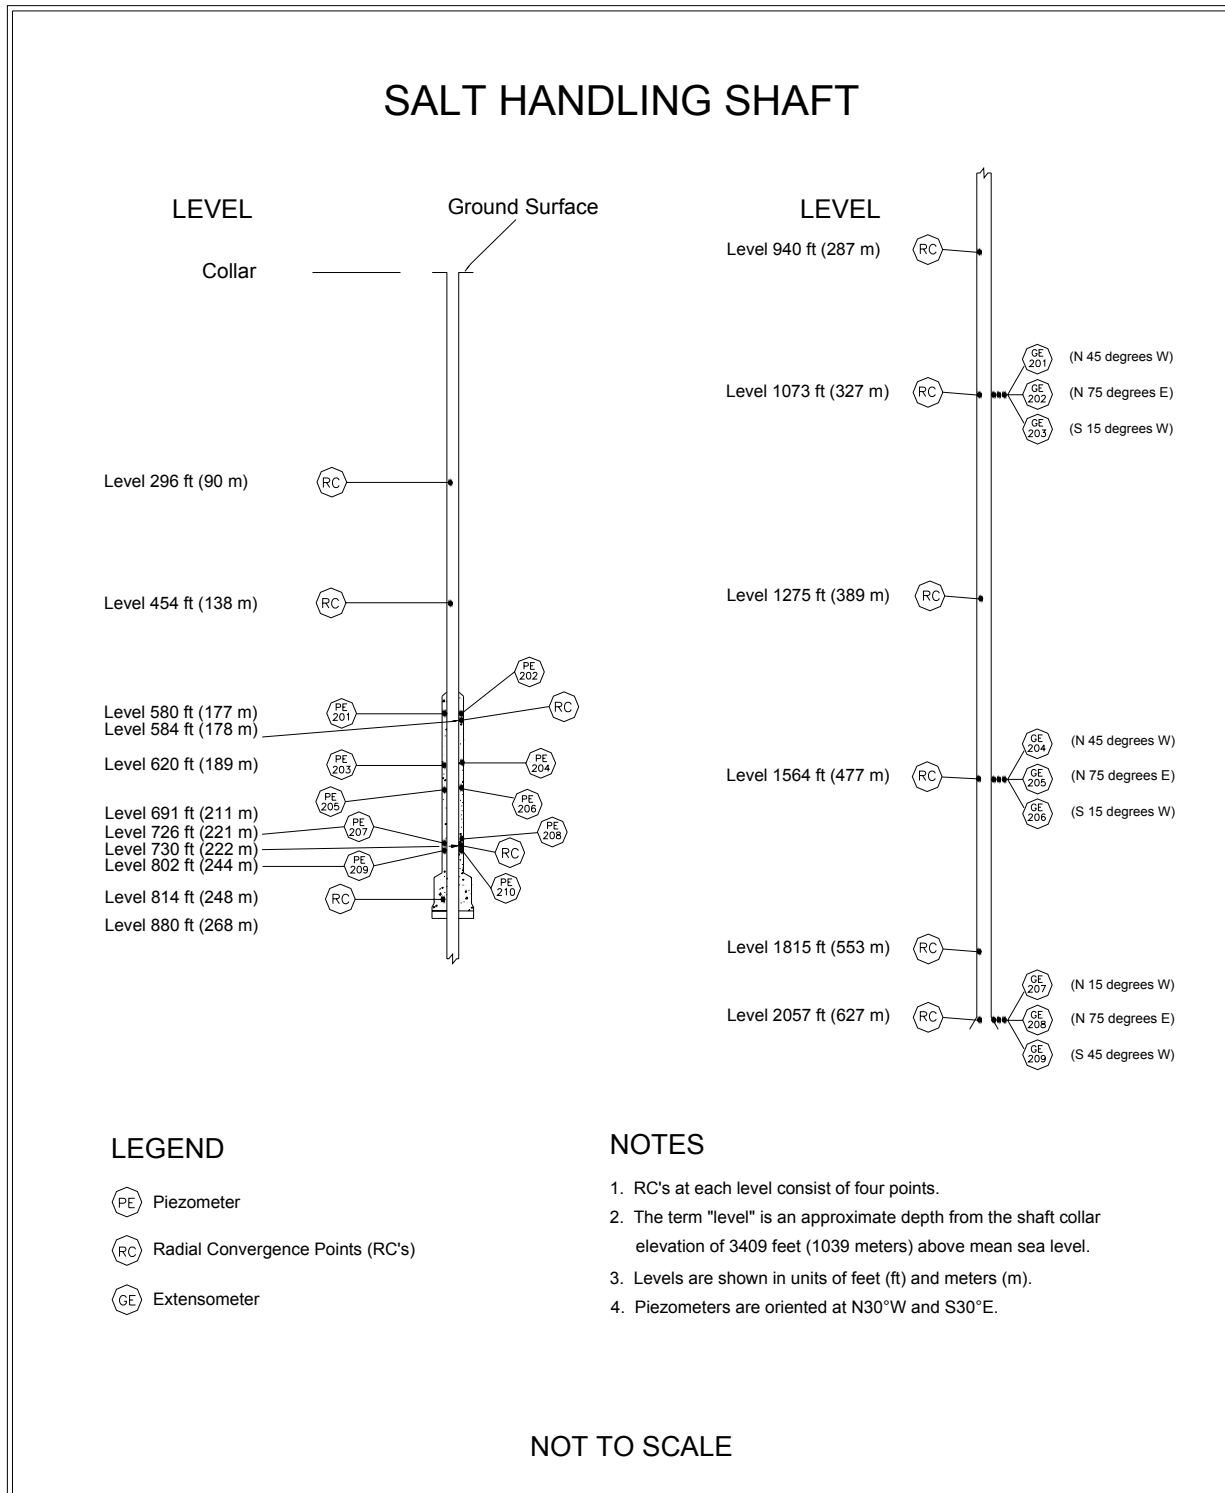 SALT HANDLING SHAFT
LEVEL
Ground Surface
Collar
Level 296 ft (90 m)
RC
Level 454 ft (138 m)
RC
PE
202
Level 580 ft (177 m)
PE
201
RC
Level 584 ft (178 m)
Level 620 ft (189 m)
PE
203
PE
204
PE
205
PE
206
Level 691 ft (211 m)
Level 726 ft (221 m)
PE
207
PE
208
Level 730 ft (222 m)
RC
Level 802 ft (244 m)
PE
209
PE
210
Level 814 ft (248 m)
RC
Level 880 ft (268 m)
LEVEL
Level 940 ft (287 m)
RC
GE
201
(N 45 degrees W)
Level 1073 ft (327 m)
RC
GE
202
(N 75 degrees E)
GE
203
(S 15 degrees W)
Level 1275 ft (389 m)
RC
GE
204
(N 45 degrees W)
Level 1564 ft (477 m)
RC
GE
205
(N 75 degrees E)
GE
206
(S 15 degrees W)
Level 1815 ft (553 m)
RC
GE
207
(N 15 degrees W)
Level 2057 ft (627 m)
RC
GE
208
(N 75 degrees E)
GE
209
(S 45 degrees W)
LEGEND
PE Piezometer
RC Radial Convergence Points (RC's)
GE Extensometer
NOTES
1. RC's at each level consist of four points.
2. The term "level" is an approximate depth from the shaft collar
elevation of 3409 feet (1039 meters) above mean sea level.
3. Levels are shown in units of feet (ft) and meters (m).
4. Piezometers are oriented at N30°W and S30°E.
NOT TO SCALE